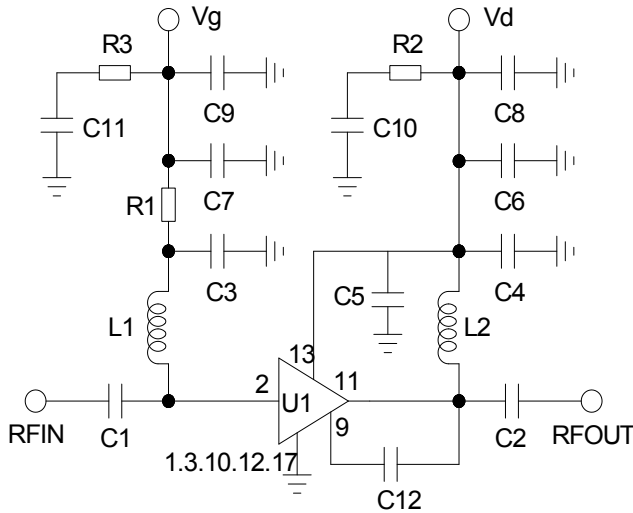 Vg
Vd
R3
R2
C11
C9
C10
C8
R1
C7
C6
C3
C5
C4
L1
L2
13
2
U1
11
9
RFIN
C1
C2
RFOUT
1.3.10.12.17
C12